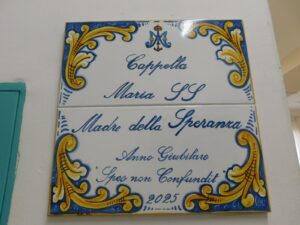 Cappella
Maria SS
Madre della Speranza
Anno Giubilare
Spes non Confundit
2025